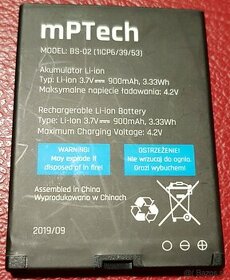 mPTech
MODEL: BS-02 (1ICP6/39/53)
Akumulator Li-ion
Typ: Li-ion 3.7V⎓ 900mAh, 3.33Wh
Maksymalne napięcie ładowania: 4.2V
Rechargeable Li-ion Battery
Type: Li-ion 3.7V⎓ 900mAh, 3.33Wh
Maximum Charging Voltage: 4.2V
WARNING! OSTRZEŻENIE!
May explode if Nie wrzucaj do ognia.
disposed in fire! Grozi wybuchem!
Assembled in China
Wyprodukowano w Chinach
2019/09